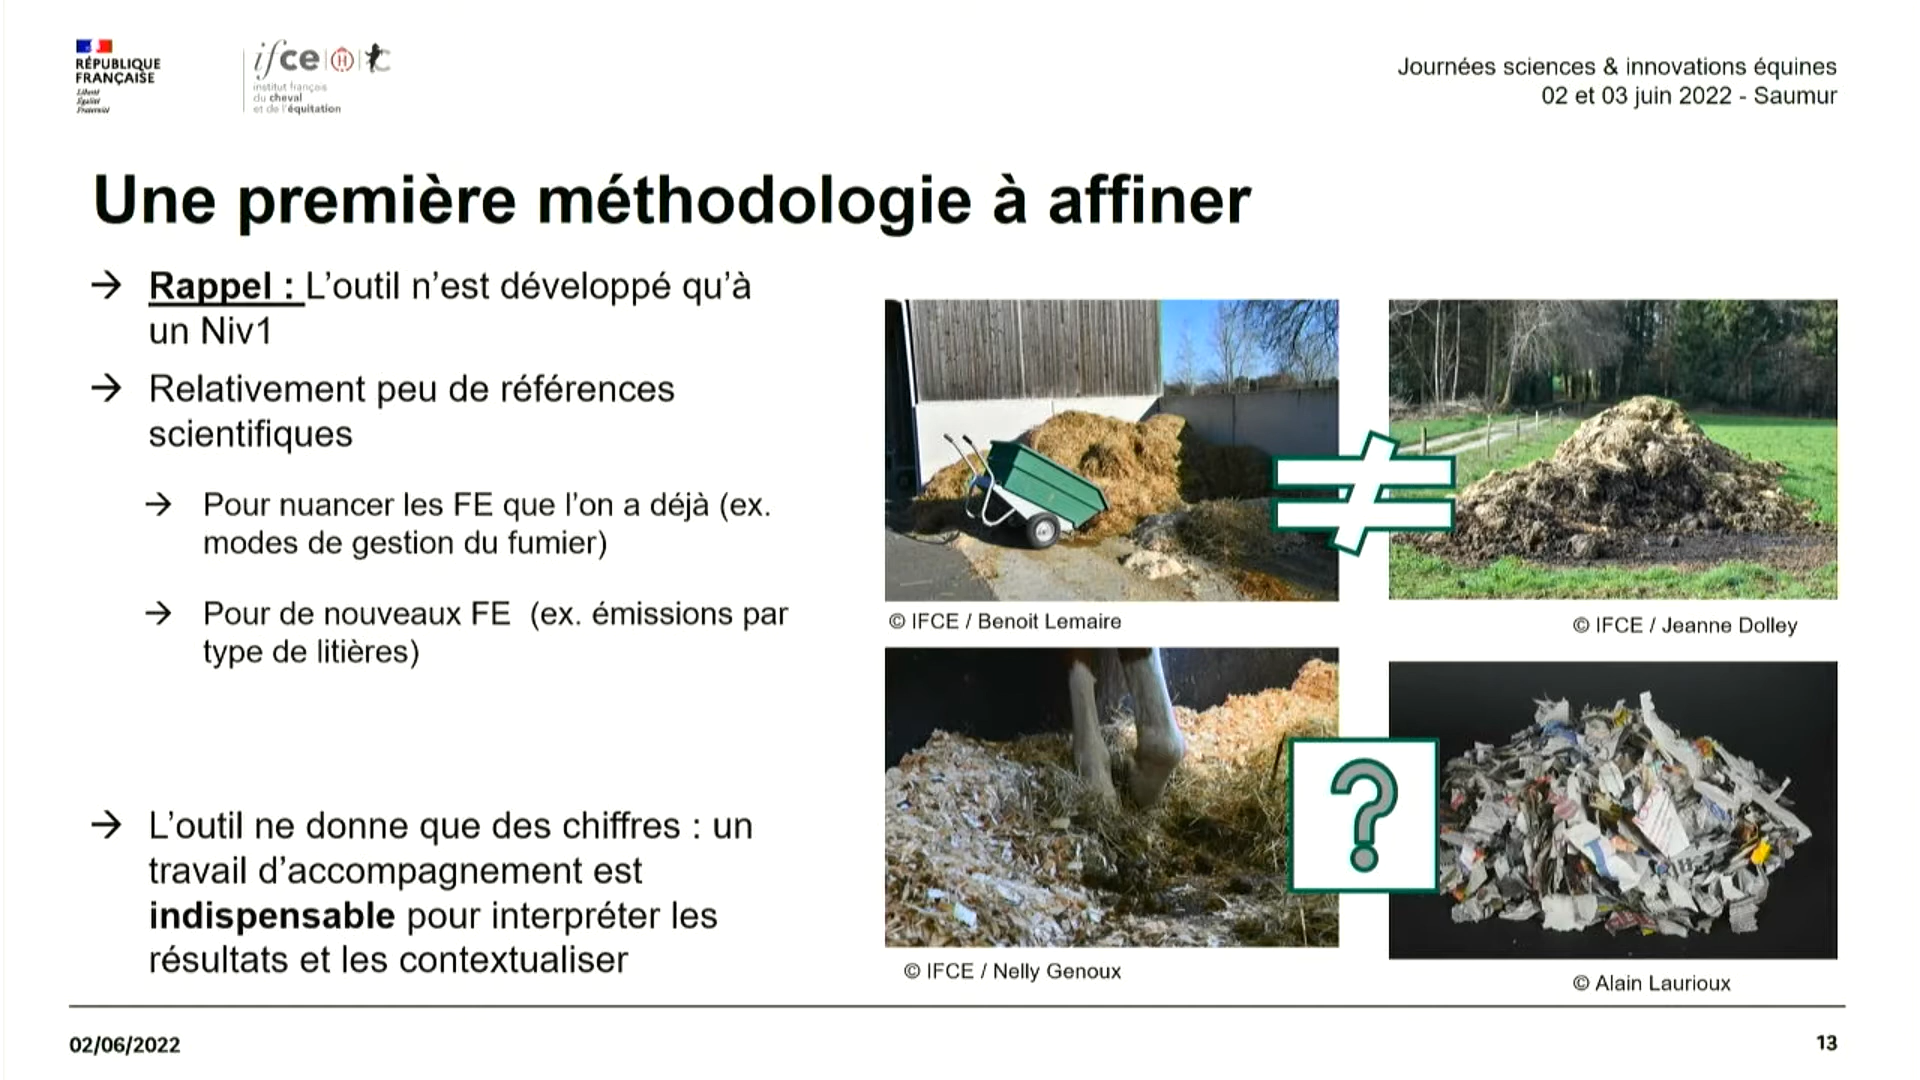 RÉPUBLIQUE
FRANÇAISE
Liberté
Égalité
Fraternité
ifce
institut français
du cheval
et de l'équitation
Journées sciences & innovations équines
02 et 03 juin 2022 - Saumur
Une première méthodologie à affiner
→ Rappel : L'outil n'est développé qu'à
un Niv1
→ Relativement peu de références
scientifiques
→ Pour nuancer les FE que l'on a déjà (ex.
modes de gestion du fumier)
→ Pour de nouveaux FE (ex. émissions par
type de litières)
→ L'outil ne donne que des chiffres : un
travail d'accompagnement est
indispensable pour interpréter les
résultats et les contextualiser
≠
© IFCE / Benoit Lemaire
© IFCE / Jeanne Dolley
?
© IFCE / Nelly Genoux
© Alain Laurioux
02/06/2022
13